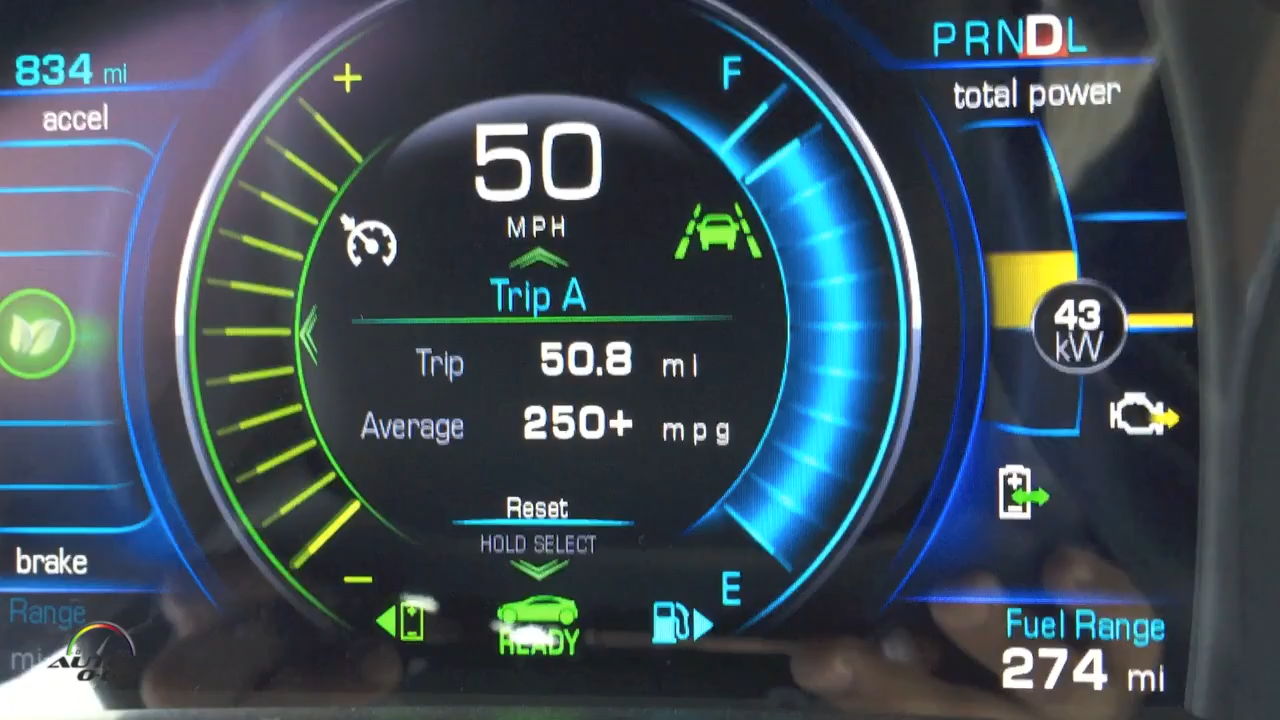 834 mi
accel
brake
Range
mi
+
50
MPH
Trip A
Trip 50.8 mi
Average 250+ mpg
Reset
HOLD SELECT
READY
−
F
E
PRNDL
total power
43
kW
Fuel Range
274 mi